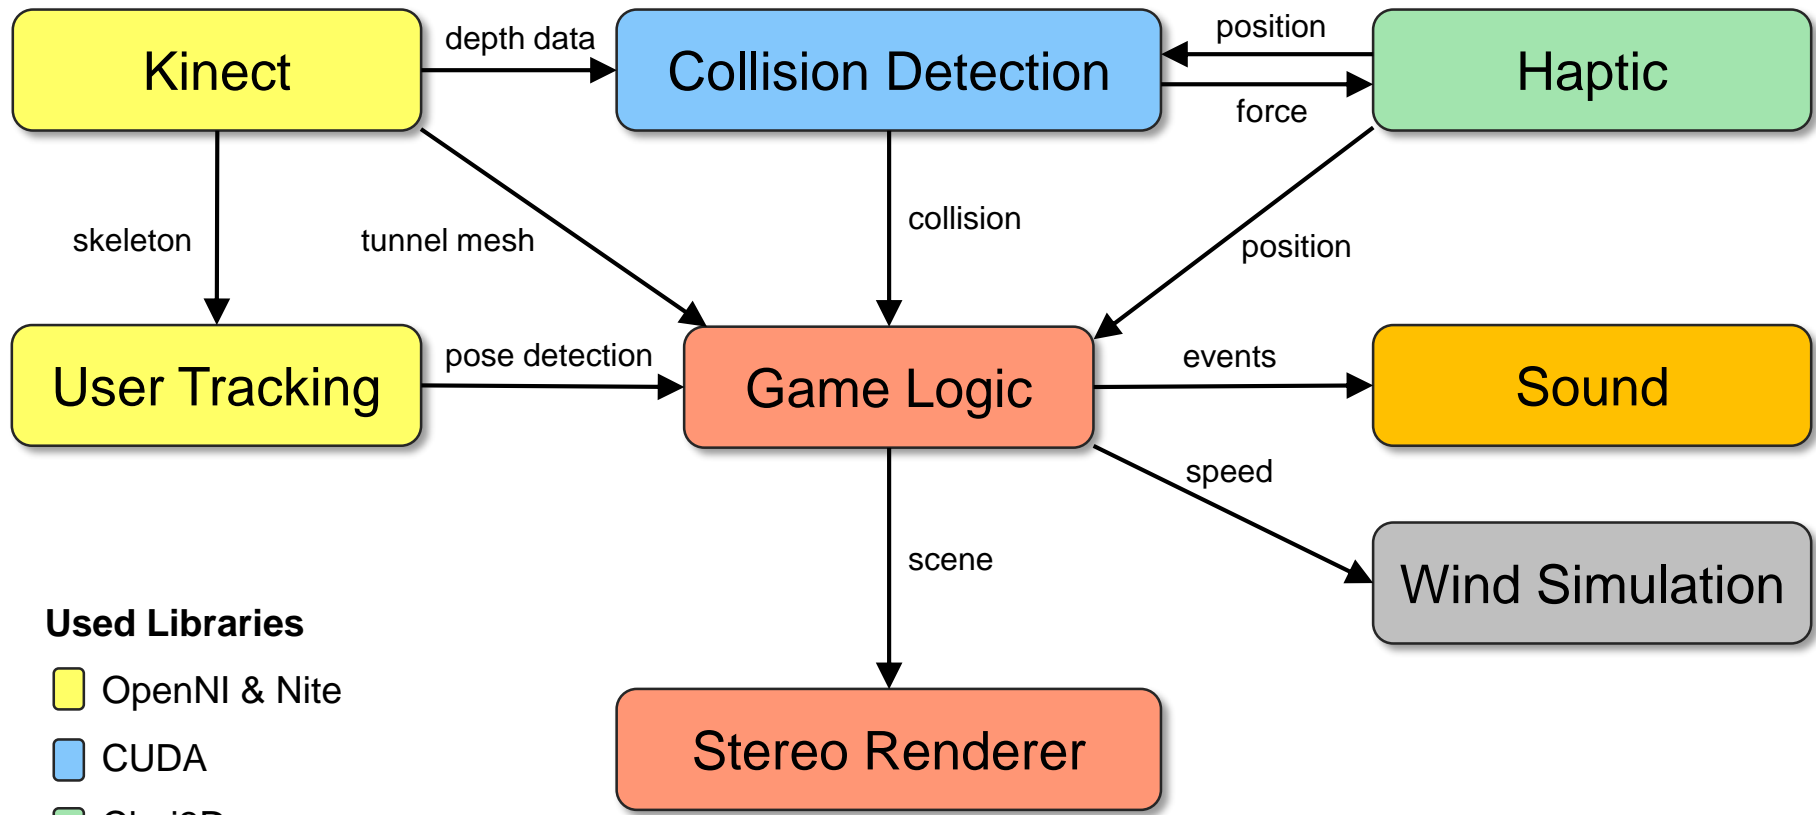 Kinect
depth data
Collision Detection
position
force
Haptic
skeleton
tunnel mesh
collision
position
User Tracking
pose detection
Game Logic
events
Sound
speed
Wind Simulation
scene
Stereo Renderer
Used Libraries
OpenNI & Nite
CUDA